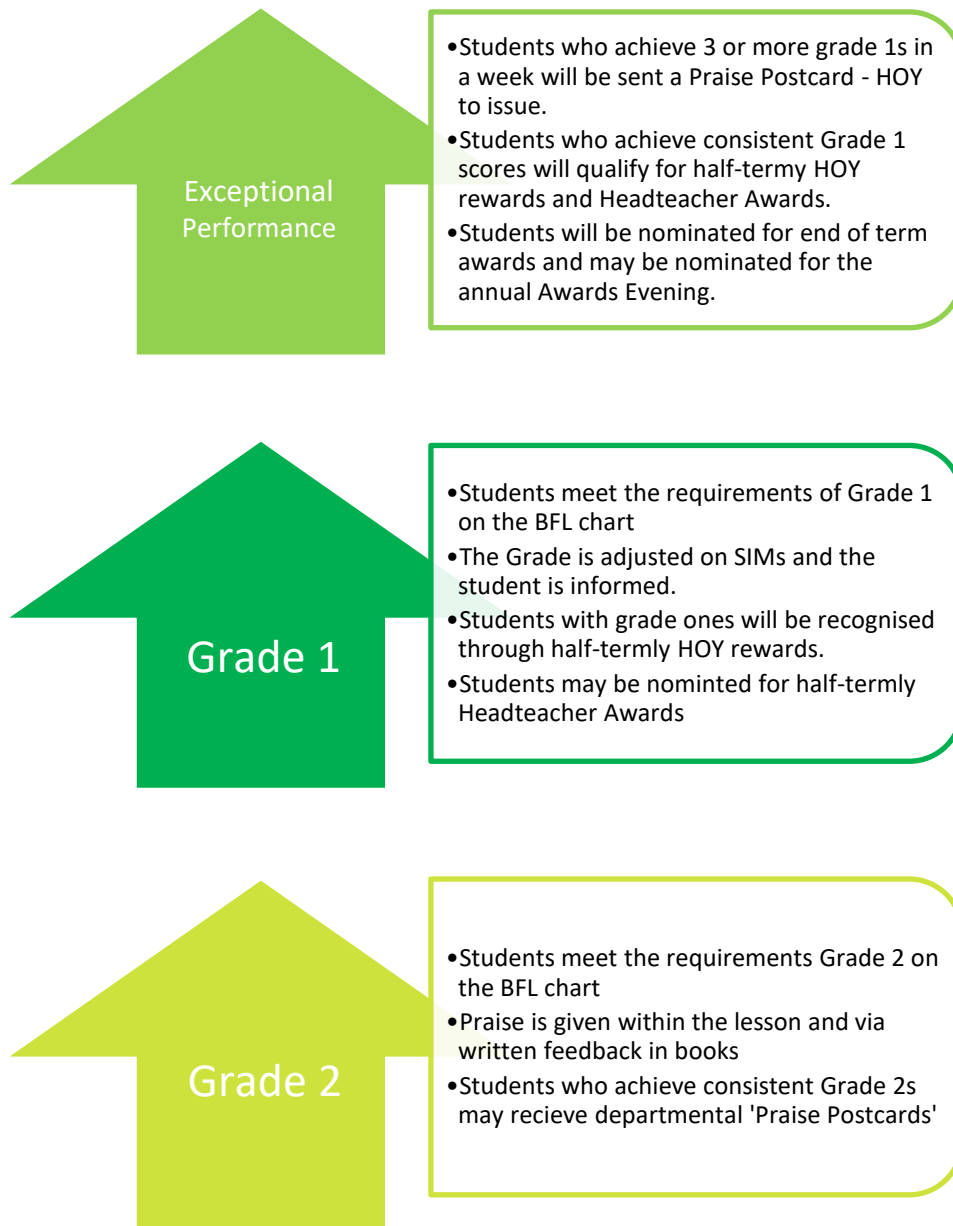 Exceptional
Performance
•Students who achieve 3 or more grade 1s in
a week will be sent a Praise Postcard - HOY
to issue.
•Students who achieve consistent Grade 1
scores will qualify for half-termy HOY
rewards and Headteacher Awards.
•Students will be nominated for end of term
awards and may be nominated for the
annual Awards Evening.
Grade 1
•Students meet the requirements of Grade 1
on the BFL chart
•The Grade is adjusted on SIMs and the
student is informed.
•Students with grade ones will be recognised
through half-termly HOY rewards.
•Students may be nominted for half-termly
Headteacher Awards
Grade 2
•Students meet the requirements Grade 2 on
the BFL chart
•Praise is given within the lesson and via
written feedback in books
•Students who achieve consistent Grade 2s
may recieve departmental 'Praise Postcards'